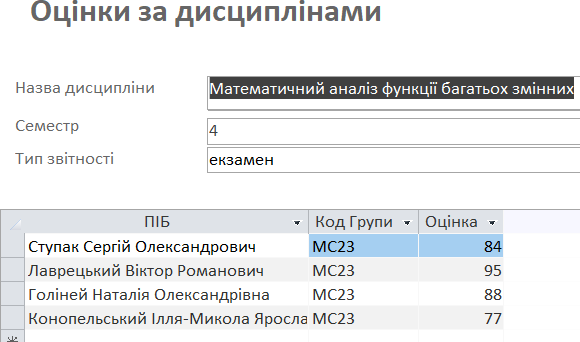 Оцінки за дисциплінами
Назва дисципліни Математичний аналіз функції багатьох змінних
Семестр 4
Тип звітності екзамен
ПІБ Код Групи Оцінка
Ступак Сергій Олександрович МС23 84
Лаврецький Віктор Романович МС23 95
Голіней Наталія Олександрівна МС23 88
Конопельський Ілля-Микола Яросла МС23 77